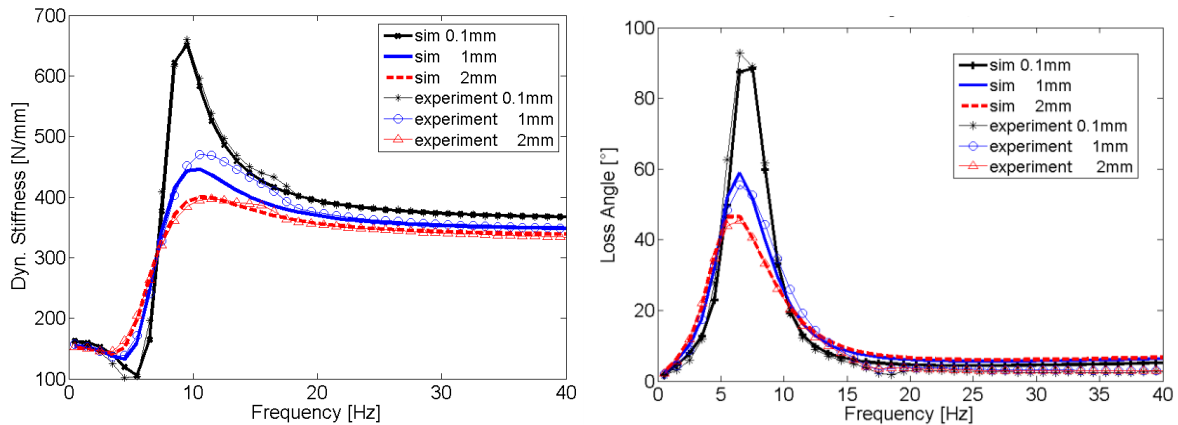 700
600
500
400
300
200
100
0
10
20
30
40
Dyn. Stiffness [N/mm]
Frequency [Hz]
sim 0.1mm
sim 1mm
sim 2mm
experiment 0.1mm
experiment 1mm
experiment 2mm
100
80
60
40
20
0
0
5
10
15
20
25
30
35
40
Loss Angle [°]
Frequency [Hz]
sim 0.1mm
sim 1mm
sim 2mm
experiment 0.1mm
experiment 1mm
experiment 2mm